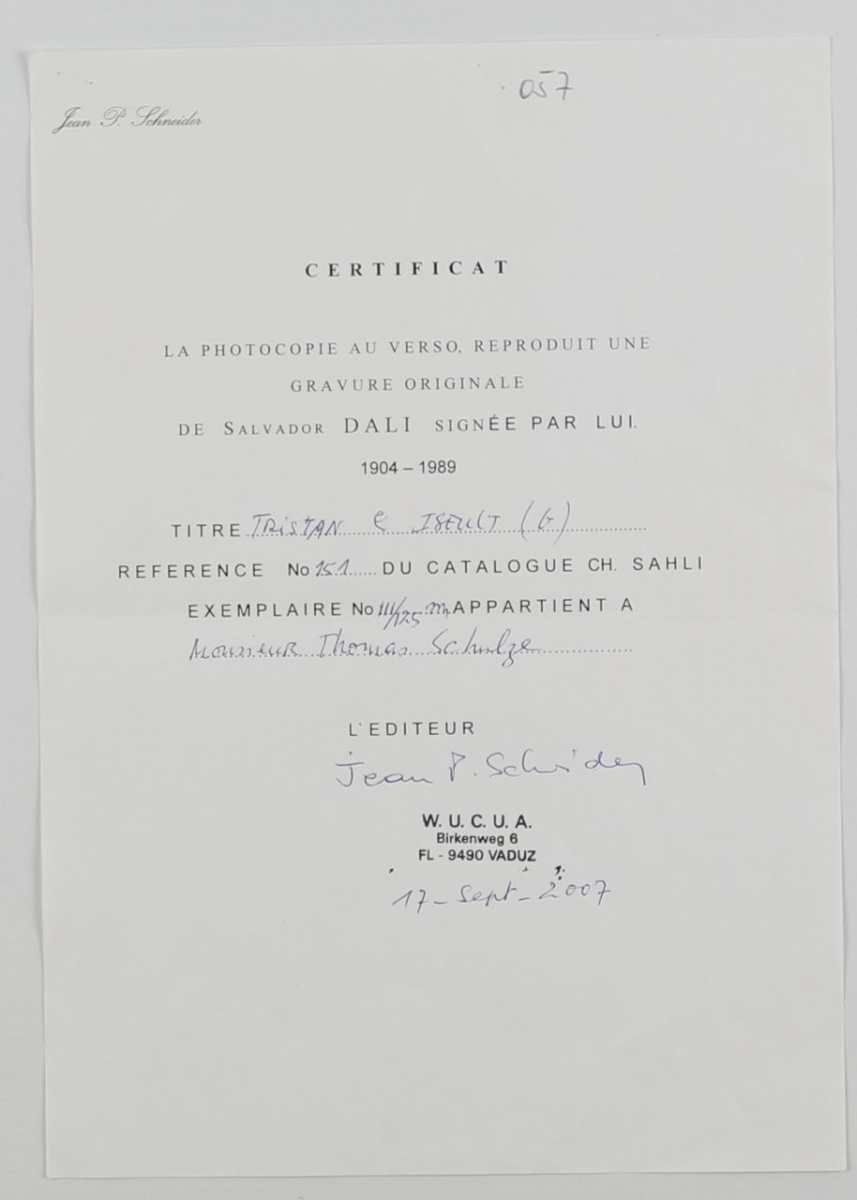 057
Jean P. Schneider
CERTIFICAT
LA PHOTOCOPIE AU VERSO, REPRODUIT UNE
GRAVURE ORIGINALE
DE SALVADOR DALI SIGNÉE PAR LUI.
1904 – 1989
TITRE TRISTAN & ISEULT (G)
REFERENCE No 151 DU CATALOGUE CH. SAHLI
EXEMPLAIRE No III/125 APPARTIENT A
Monsieur Thomas Schulze
L'EDITEUR
Jean P. Schneider
W. U. C. U. A.
Birkenweg 6
FL - 9490 VADUZ
17 - Sept - 2007